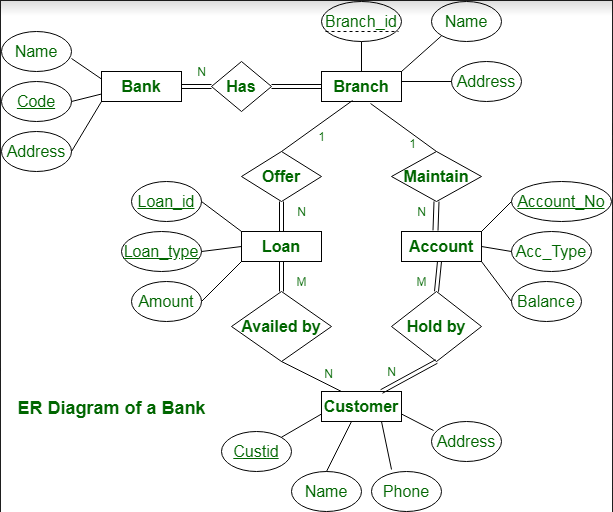 Branch_id
Name
Name
N
Bank
Has
Branch
Address
Code
Address
1
1
Offer
Maintain
Loan_id
N
N
Account_No
Loan_type
Loan
Account
Acc_Type
Amount
M
M
Balance
Availed by
Hold by
N
N
ER Diagram of a Bank
Customer
Custid
Address
Name
Phone